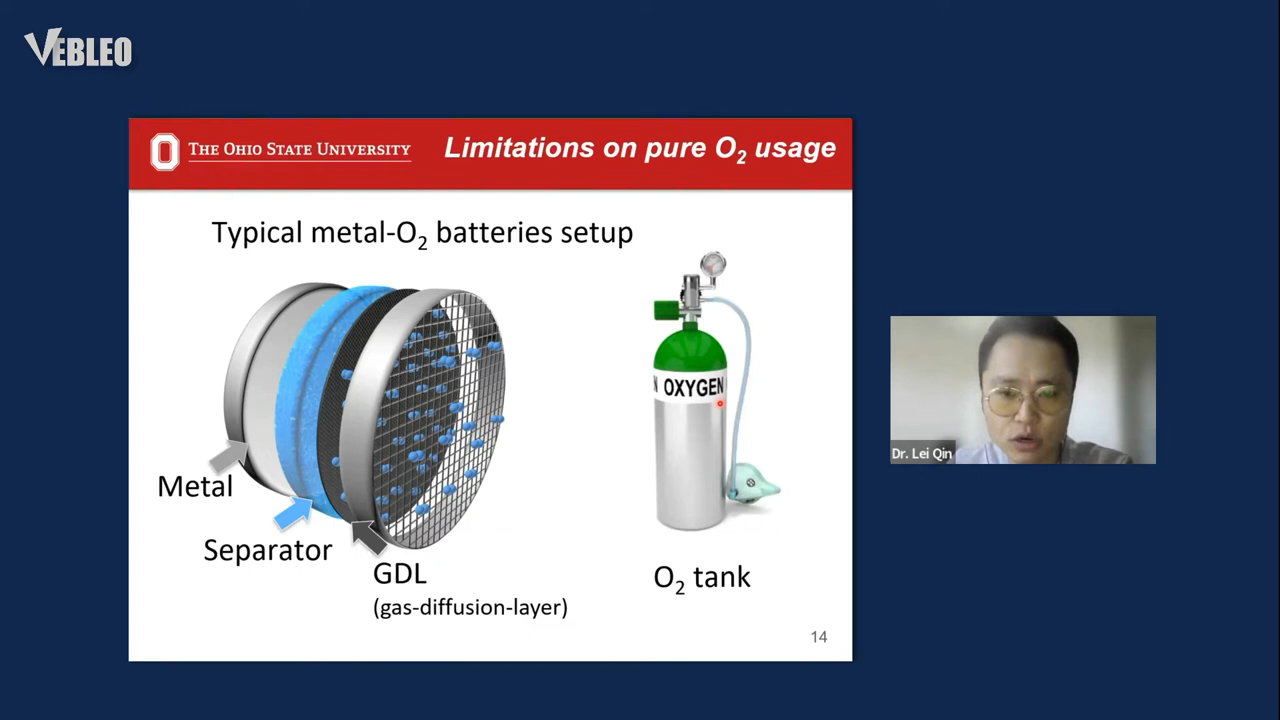 VEBLEO
THE OHIO STATE UNIVERSITY
Limitations on pure O₂ usage
Typical metal-O₂ batteries setup
N OXYGEN
Metal
Separator
GDL
(gas-diffusion-layer)
O₂ tank
14
Dr. Lei Qin